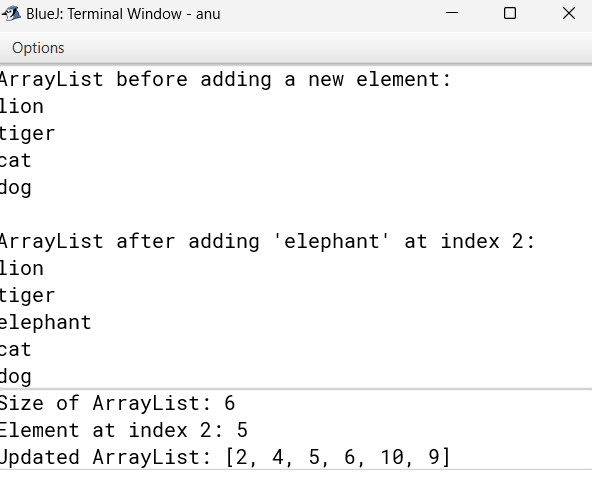 BlueJ: Terminal Window - anu
Options
ArrayList before adding a new element:
lion
tiger
cat
dog

ArrayList after adding 'elephant' at index 2:
lion
tiger
elephant
cat
dog
Size of ArrayList: 6
Element at index 2: 5
Updated ArrayList: [2, 4, 5, 6, 10, 9]